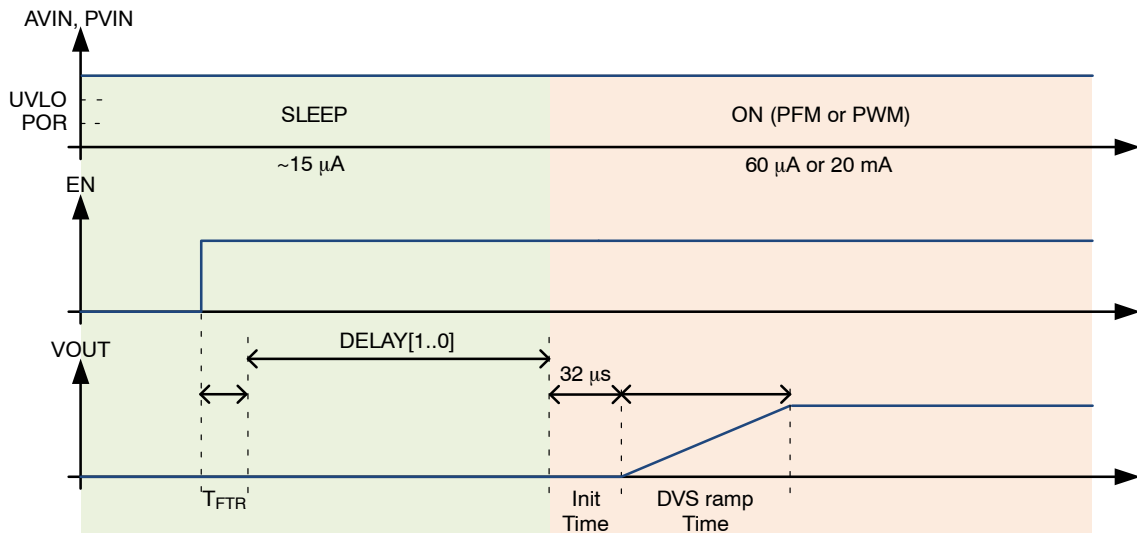 AVIN, PVIN
UVLO
POR
SLEEP
ON (PFM or PWM)
~15 μA
60 μA or 20 mA
EN
DELAY[1..0]
VOUT
32 μs
TFTR
Init
Time
DVS ramp
Time